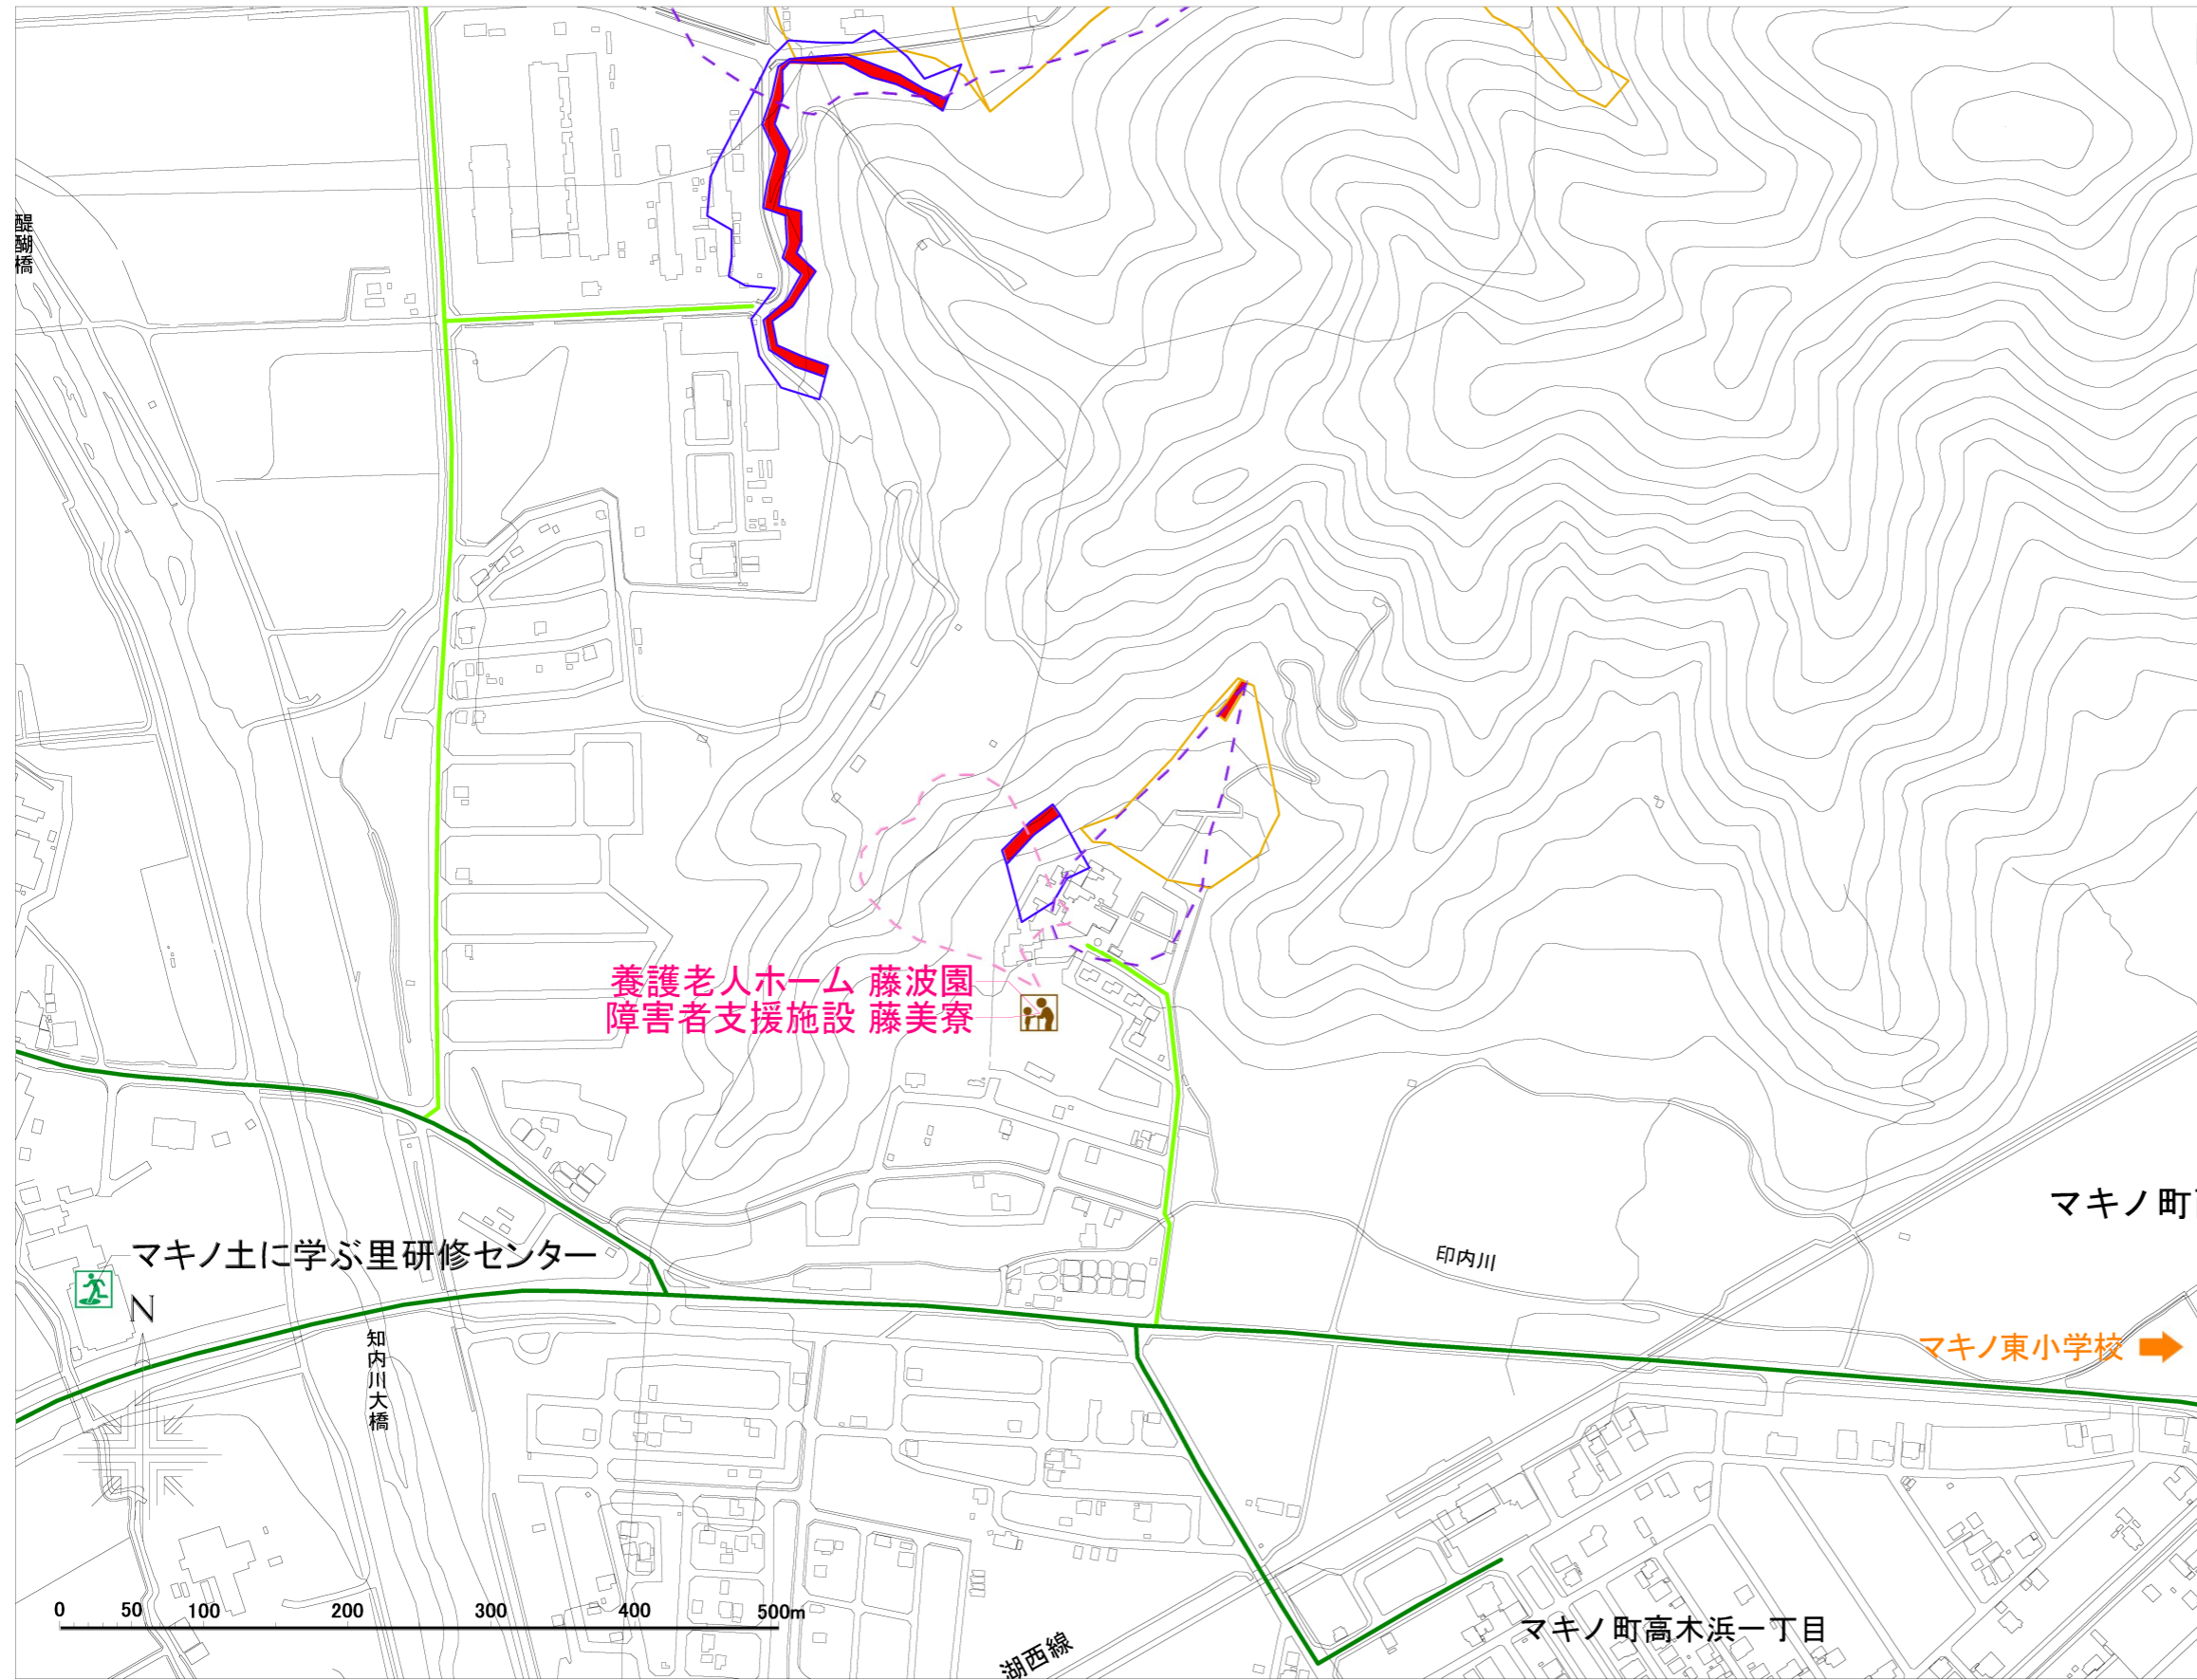 醍醐橋
養護老人ホーム 藤波園
障害者支援施設 藤美寮
マキノ町
マキノ土に学ぶ里研修センター
N
印内川
知内川大橋
マキノ東小学校
0 50 100 200 300 400 500m
湖西線
マキノ町高木浜一丁目